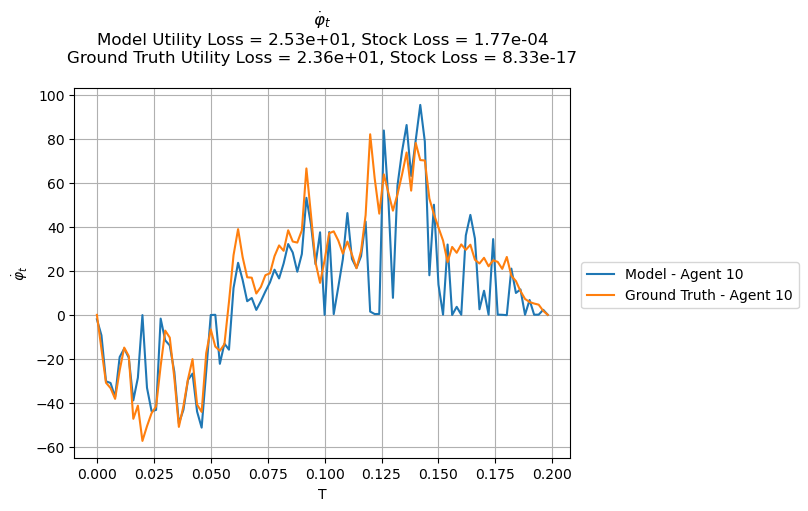 φ̇ₜ
Model Utility Loss = 2.53e+01, Stock Loss = 1.77e-04
Ground Truth Utility Loss = 2.36e+01, Stock Loss = 8.33e-17
100
80
60
40
20
0
−20
−40
−60
φ̇ₜ
0.000 0.025 0.050 0.075 0.100 0.125 0.150 0.175 0.200
T
Model - Agent 10
Ground Truth - Agent 10